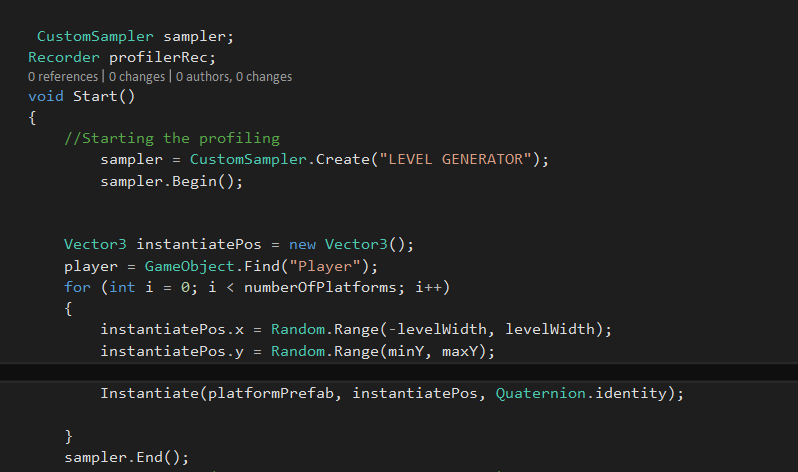 CustomSampler sampler;
Recorder profilerRec;
0 references | 0 changes | 0 authors, 0 changes
void Start()
{
//Starting the profiling
sampler = CustomSampler.Create("LEVEL GENERATOR");
sampler.Begin();
Vector3 instantiatePos = new Vector3();
player = GameObject.Find("Player");
for (int i = 0; i < numberOfPlatforms; i++)
{
instantiatePos.x = Random.Range(-levelWidth, levelWidth);
instantiatePos.y = Random.Range(minY, maxY);
Instantiate(platformPrefab, instantiatePos, Quaternion.identity);
}
sampler.End();